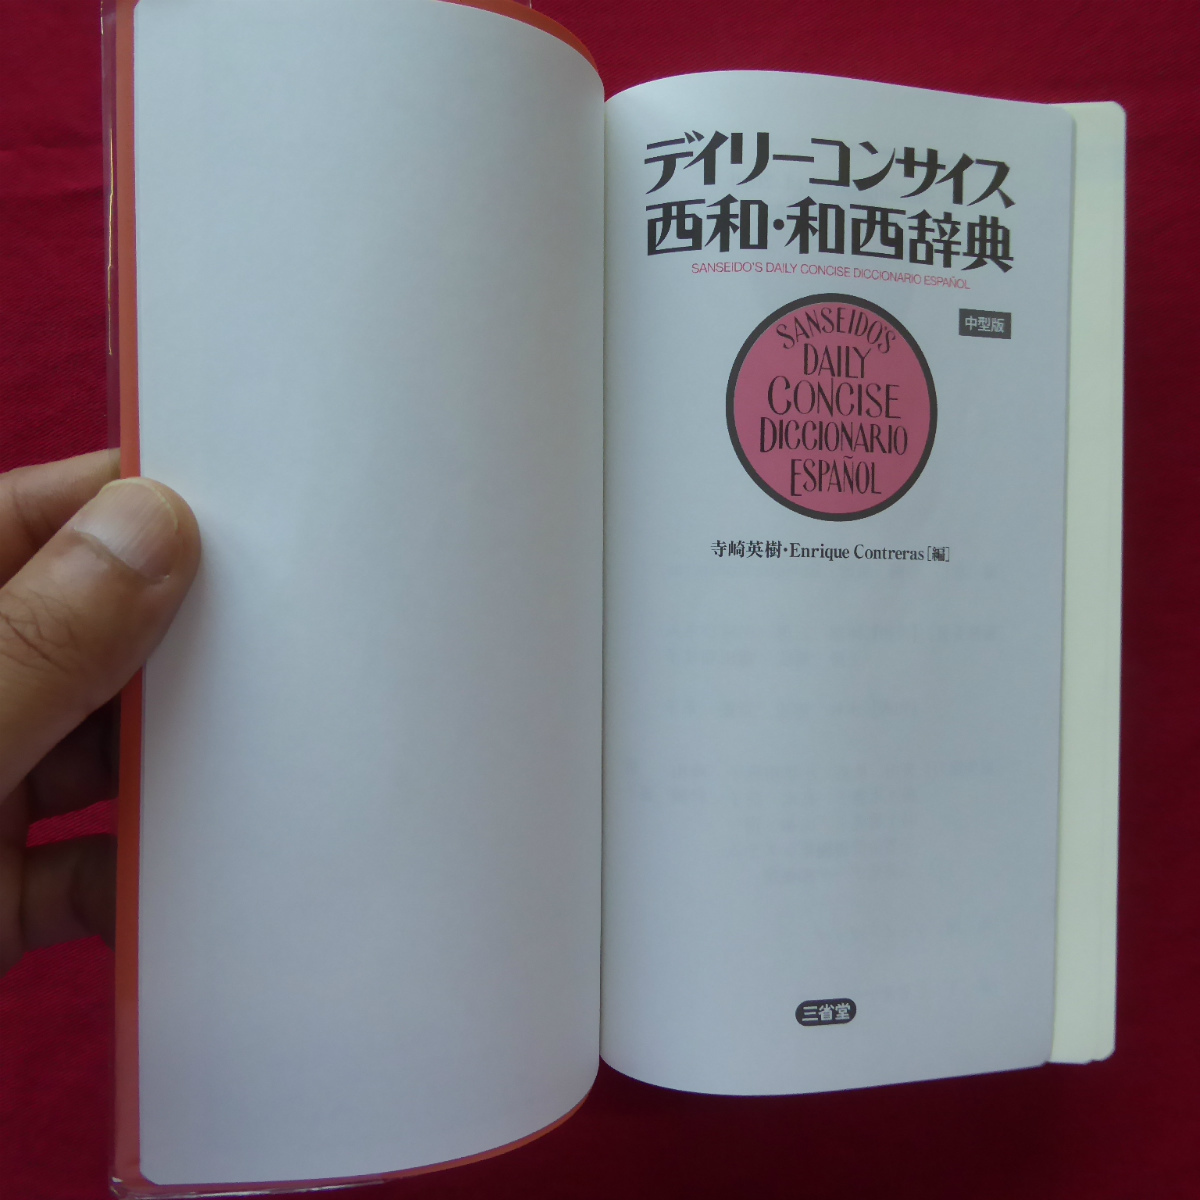 デイリーコンサイス
西和・和西辞典
SANSEIDO'S DAILY CONCISE DICCIONARIO ESPAÑOL
中型版
SANSEIDO'S
DAILY
CONCISE
DICCIONARIO
ESPAÑOL
寺崎英樹・Enrique Contreras[編]
三省堂